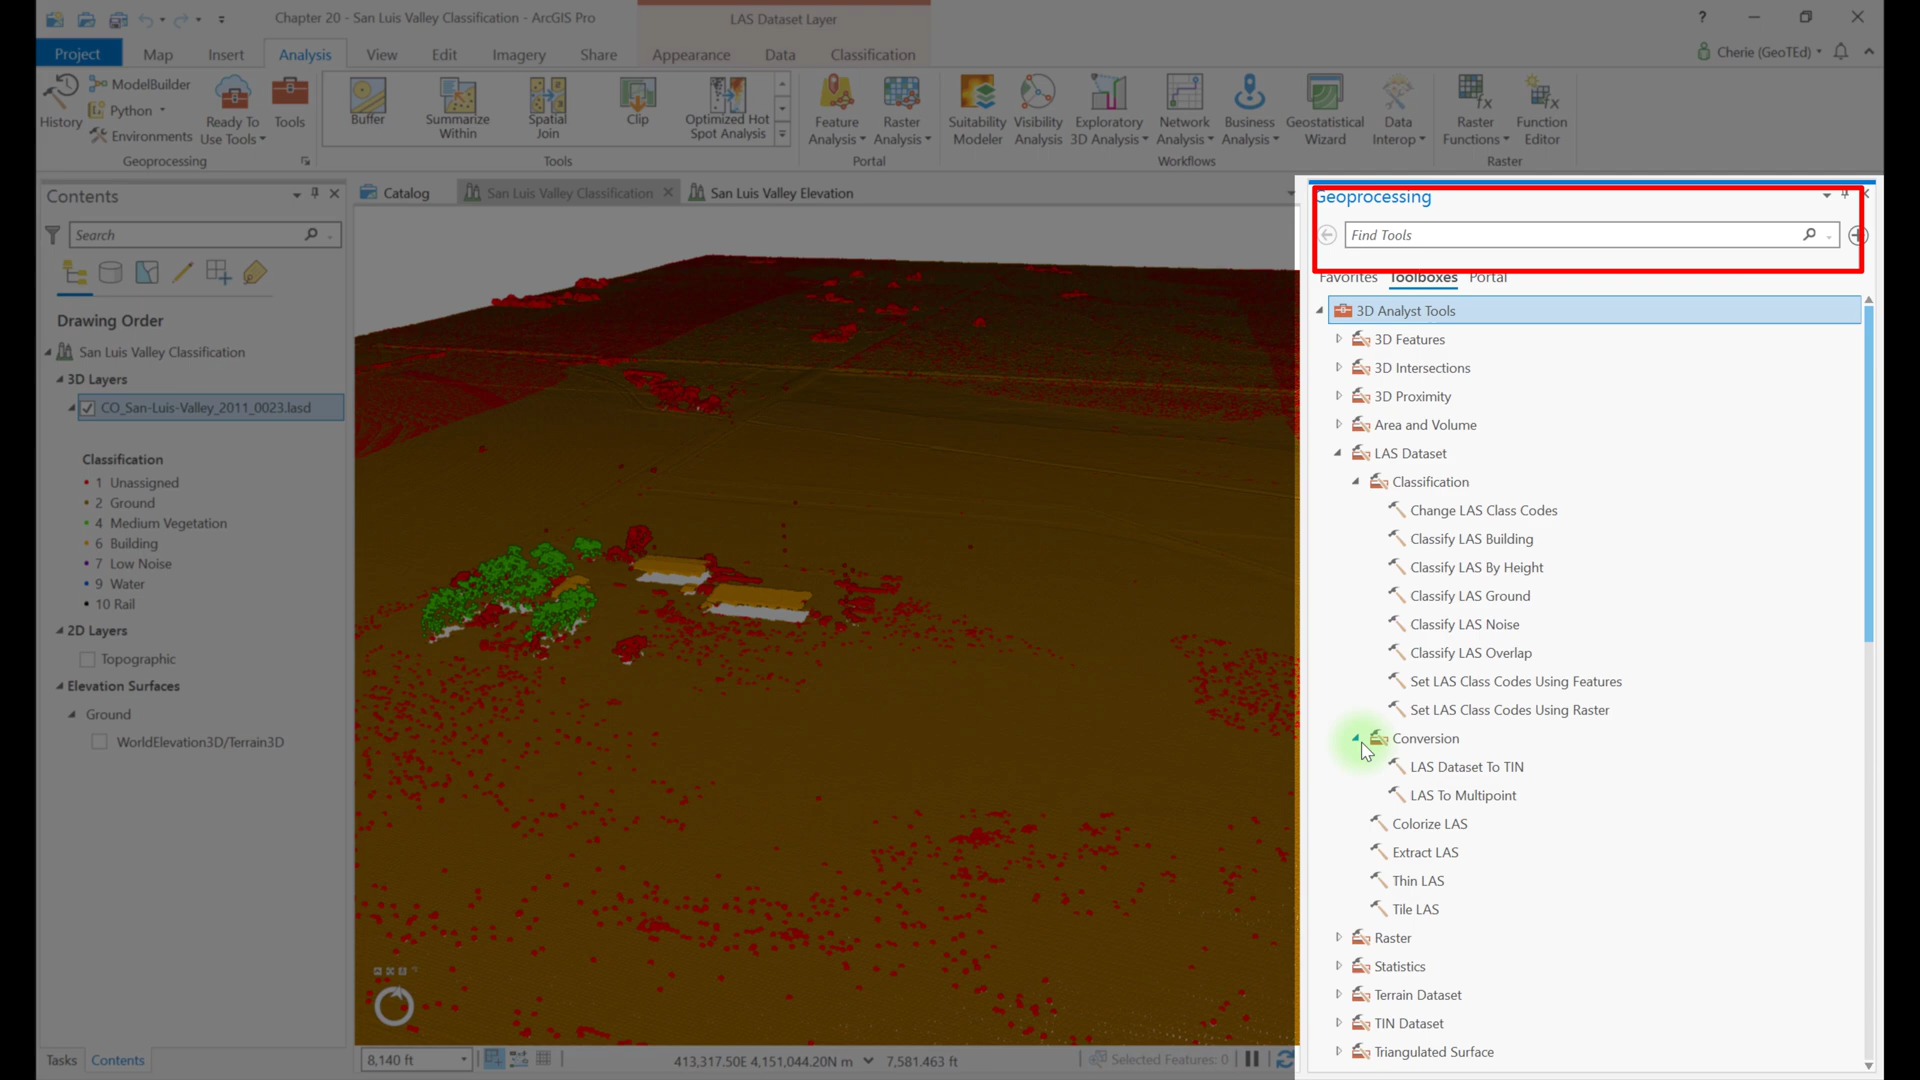 Chapter 20 - San Luis Valley Classification - ArcGIS Pro
LAS Dataset Layer
?
Project
Map
Insert
Analysis
View
Edit
Imagery
Share
Appearance
Data
Classification
Cherie (GeoTEd)
History
ModelBuilder
Python
Environments
Ready To Use Tools
Tools
Geoprocessing
Buffer
Summarize Within
Spatial Join
Clip
Optimized Hot Spot Analysis
Tools
Feature Analysis
Raster Analysis
Portal
Suitability Modeler
Visibility Analysis
Exploratory 3D Analysis
Network Analysis
Business Analysis
Geostatistical Wizard
Data Interop
Workflows
Raster Functions
Function Editor
Raster
Contents
Search
Drawing Order
San Luis Valley Classification
3D Layers
CO_San-Luis-Valley_2011_0023.lasd
Classification
1 Unassigned
2 Ground
4 Medium Vegetation
6 Building
7 Low Noise
9 Water
10 Rail
2D Layers
Topographic
Elevation Surfaces
Ground
WorldElevation3D/Terrain3D
Tasks
Contents
Catalog
San Luis Valley Classification
San Luis Valley Elevation
8,140 ft
413,317.50E 4,151,044.20N m
7,581.463 ft
Selected Features: 0
Geoprocessing
Find Tools
Favorites
Toolboxes
Portal
3D Analyst Tools
3D Features
3D Intersections
3D Proximity
Area and Volume
LAS Dataset
Classification
Change LAS Class Codes
Classify LAS Building
Classify LAS By Height
Classify LAS Ground
Classify LAS Noise
Classify LAS Overlap
Set LAS Class Codes Using Features
Set LAS Class Codes Using Raster
Conversion
LAS Dataset To TIN
LAS To Multipoint
Colorize LAS
Extract LAS
Thin LAS
Tile LAS
Raster
Statistics
Terrain Dataset
TIN Dataset
Triangulated Surface